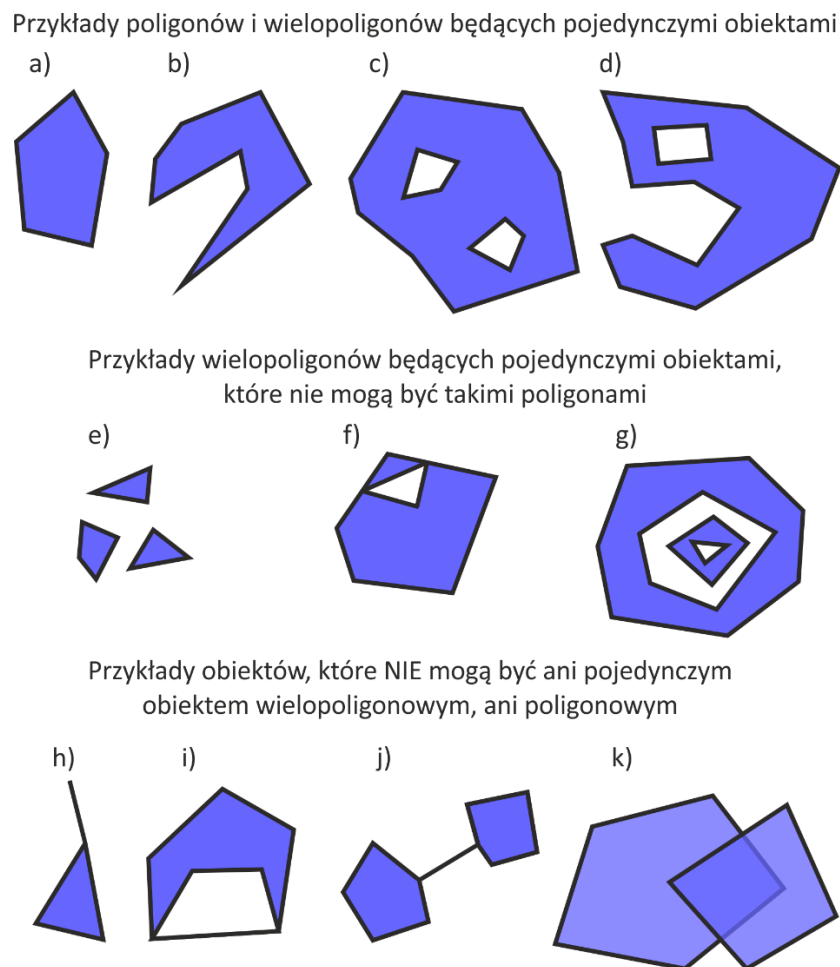 Przykłady poligonów i wielopoligonów będących pojedynczymi obiektami
a) b) c) d)
Przykłady wielopoligonów będących pojedynczymi obiektami,
które nie mogą być takimi poligonami
e) f) g)
Przykłady obiektów, które NIE mogą być ani pojedynczym
obiektem wielopoligonowym, ani poligonowym
h) i) j) k)